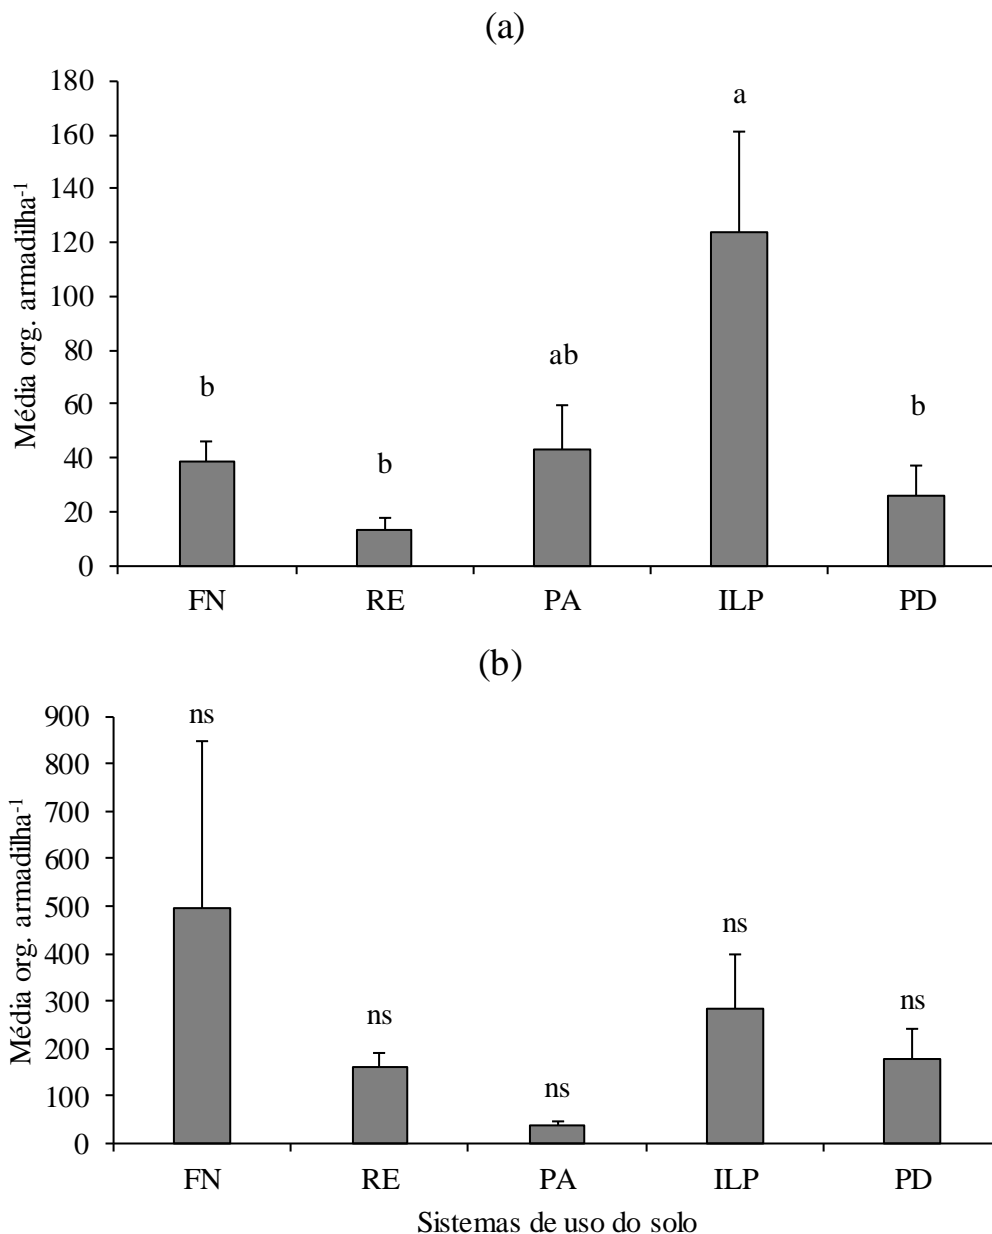 (a)
Média org. armadilha-1
180
160
140
120
100
80
60
40
20
0
b
b
ab
a
b
FN RE PA ILP PD
(b)
Média org. armadilha-1
900
800
700
600
500
400
300
200
100
0
ns
ns
ns
ns
ns
FN RE PA ILP PD
Sistemas de uso do solo